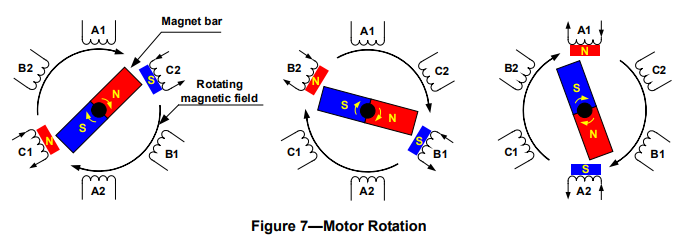 Magnet bar
Rotating
magnetic field
A1
B2
C2
S
N
S
N
C1
B1
A2
A1
B2
C2
N
S
N
S
C1
B1
A2
A1
N
B2
C2
S
N
C1
B1
S
A2
Figure 7—Motor Rotation